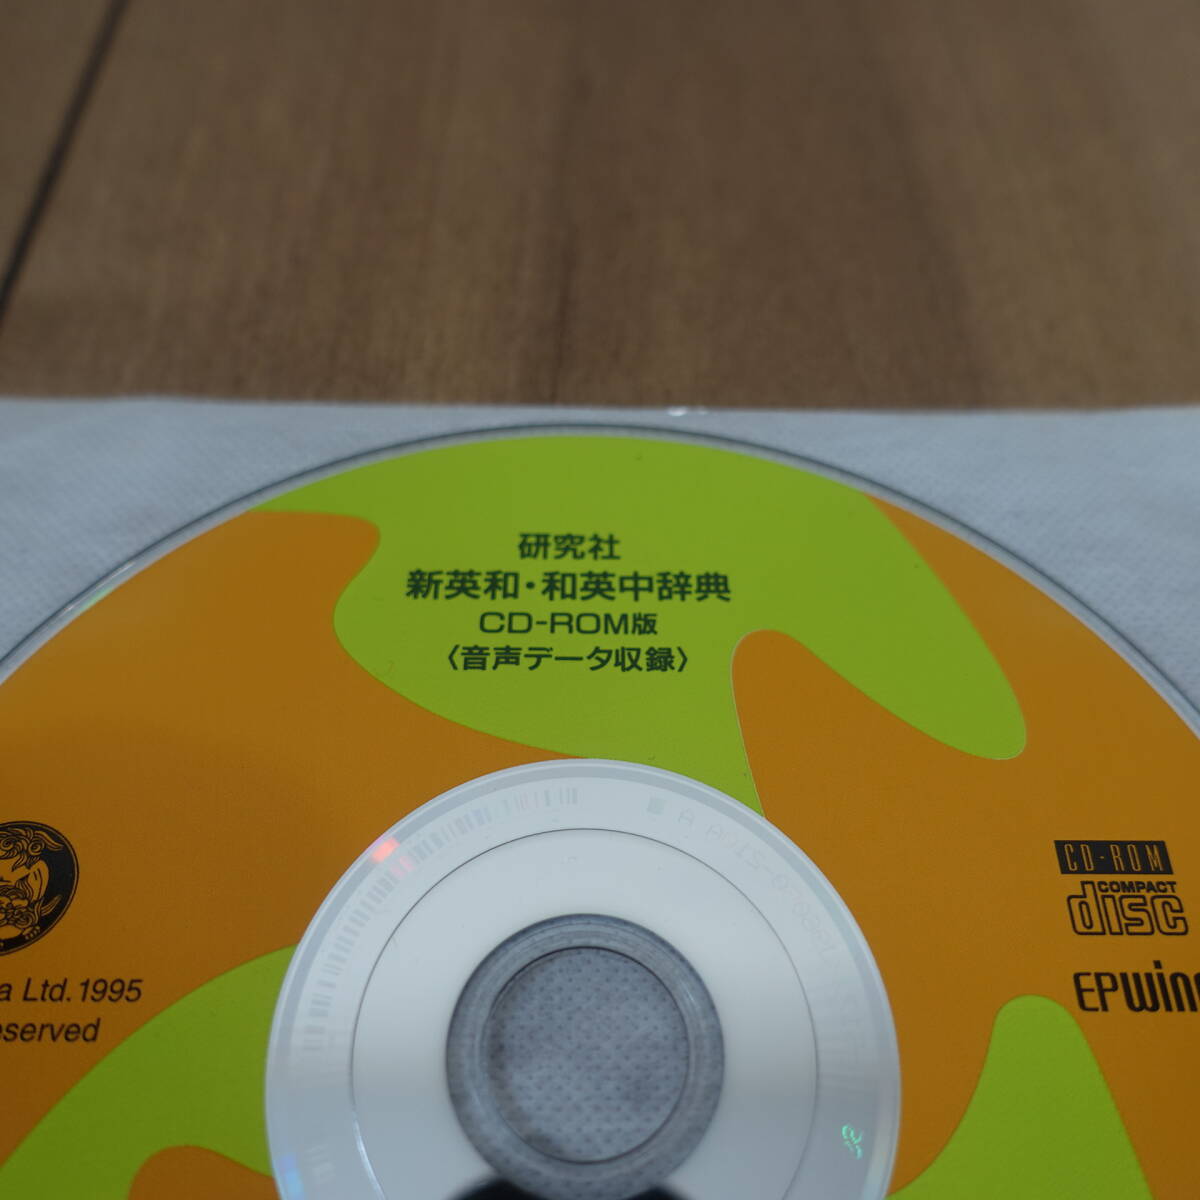 研究社
新英和・和英中辞典
CD-ROM版
〈音声データ収録〉
CD-ROM
COMPACT
disc
EPWING
a Ltd.1995
eserved